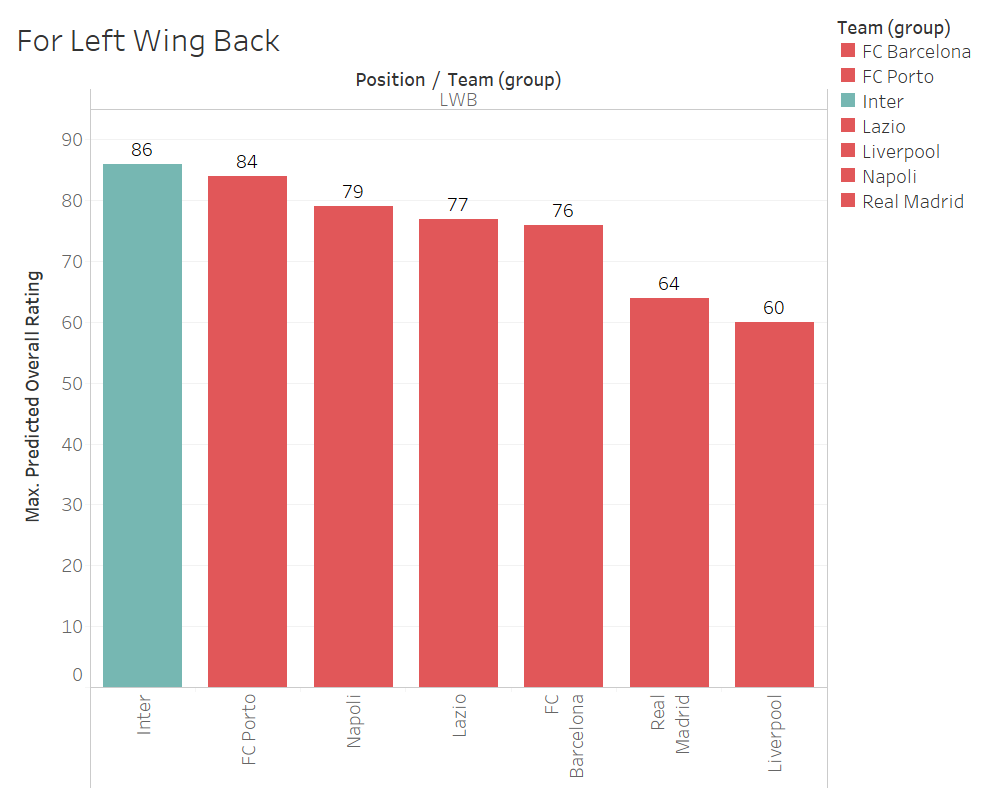 For Left Wing Back
Position / Team (group)
LWB
Max. Predicted Overall Rating
90
80
70
60
50
40
30
20
10
0
86
84
79
77
76
64
60
Inter
FC Porto
Napoli
Lazio
FC
Barcelona
Real
Madrid
Liverpool
Team (group)
FC Barcelona
FC Porto
Inter
Lazio
Liverpool
Napoli
Real Madrid